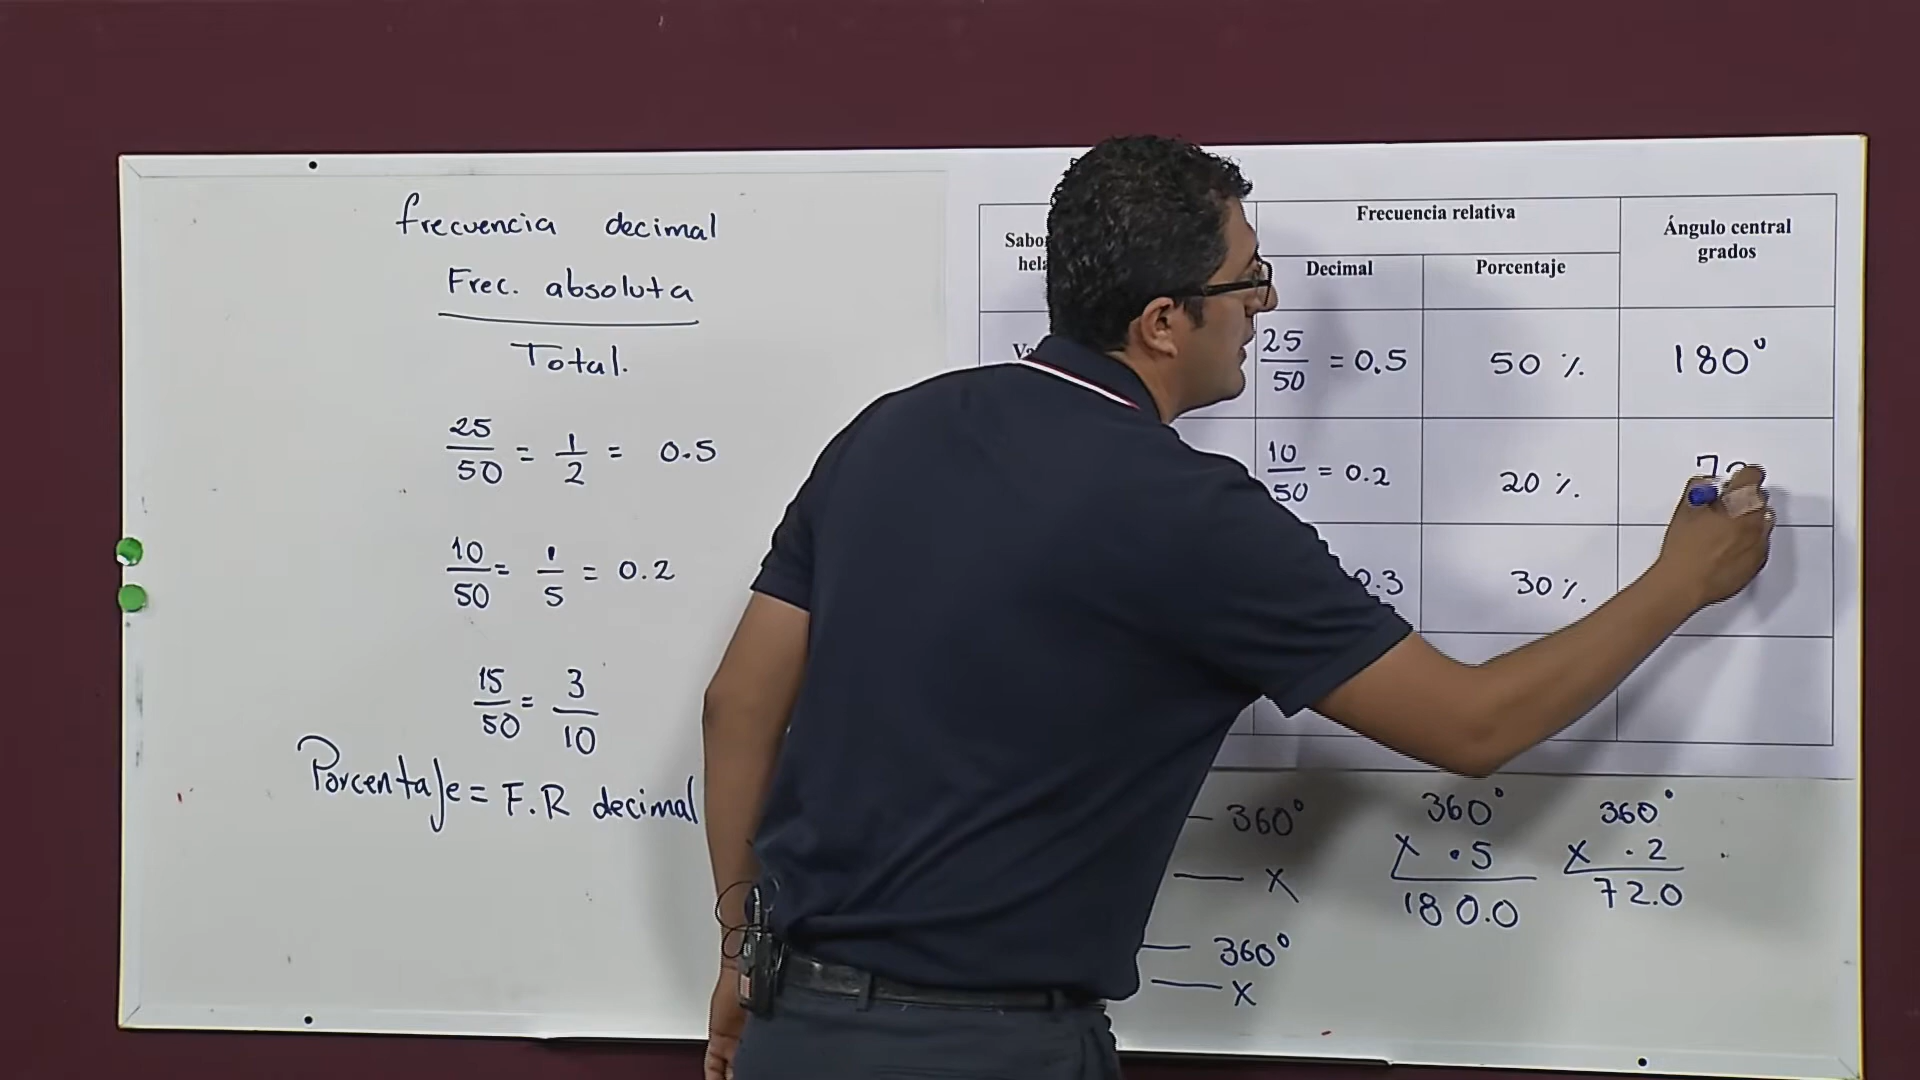 frecuencia decimal
Frec. absoluta
Total.
25/50 = 1/2 = 0.5
10/50 = 1/5 = 0.2
15/50 = 3/10
Porcentaje = F.R decimal
Frecuencia relativa
Ángulo central
grados
Decimal
Porcentaje
25/50 = 0.5
50 %.
180°
10/50 = 0.2
20 %.
0.3
30 %.
360°
x
360°
x
360°
x .5
180.0
360°
x .2
72.0